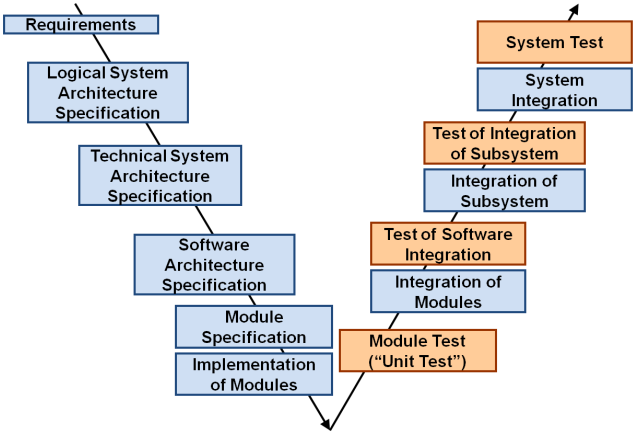 Requirements
Logical System
Architecture
Specification
Technical System
Architecture
Specification
Software
Architecture
Specification
Module
Specification
Implementation
of Modules
Module Test
(“Unit Test”)
Integration of
Modules
Test of Software
Integration
Integration of
Subsystem
Test of Integration
of Subsystem
System
Integration
System Test